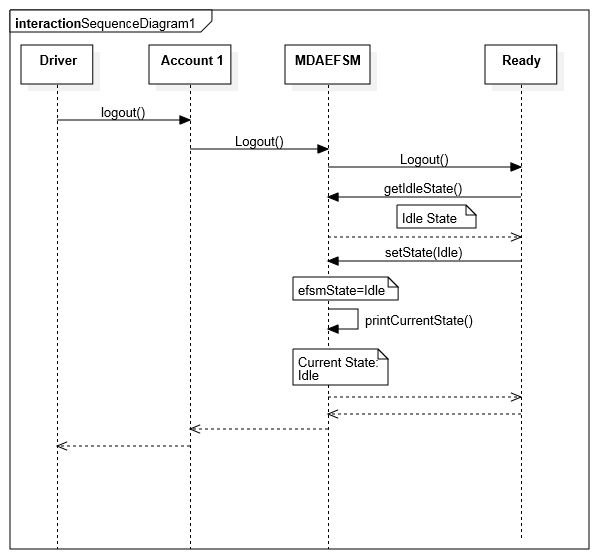 interactionSequenceDiagram1
Driver
Account 1
MDAEFSM
Ready
logout()
Logout()
Logout()
getIdleState()
Idle State
setState(Idle)
efsmState=Idle
printCurrentState()
Current State:
Idle